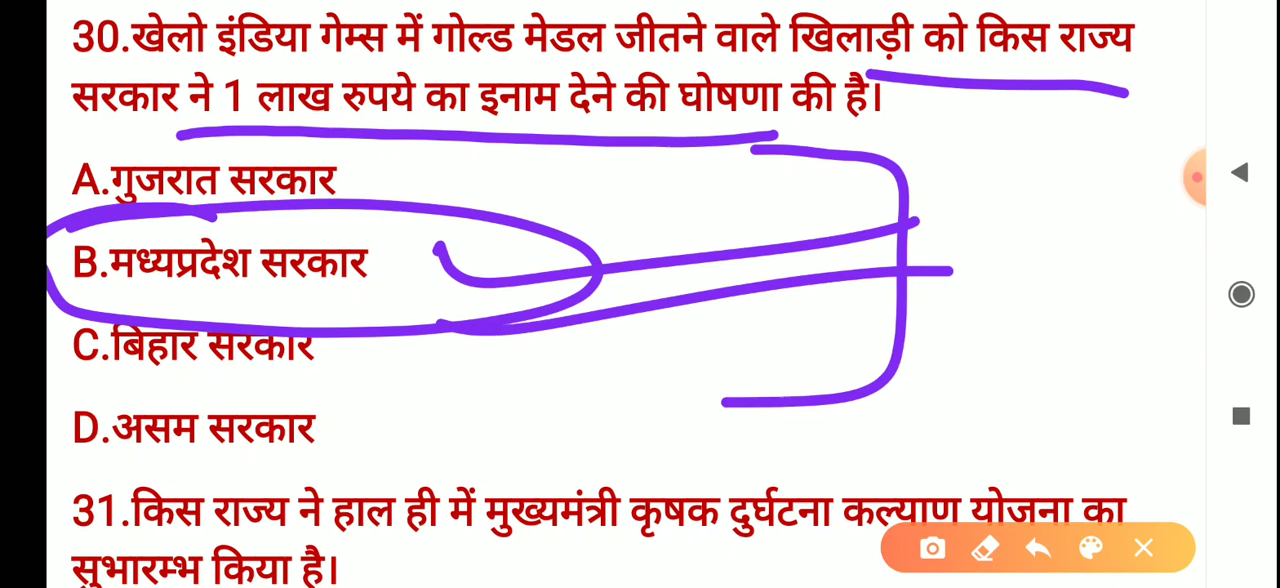 30.खेलो इंडिया गेम्स में गोल्ड मेडल जीतने वाले खिलाड़ी को किस राज्य
सरकार ने 1 लाख रुपये का इनाम देने की घोषणा की है।
A.गुजरात सरकार
B.मध्यप्रदेश सरकार
C.बिहार सरकार
D.असम सरकार
31.किस राज्य ने हाल ही में मुख्यमंत्री कृषक दुर्घटना कल्याण योजना का
सुभारम्भ किया है।